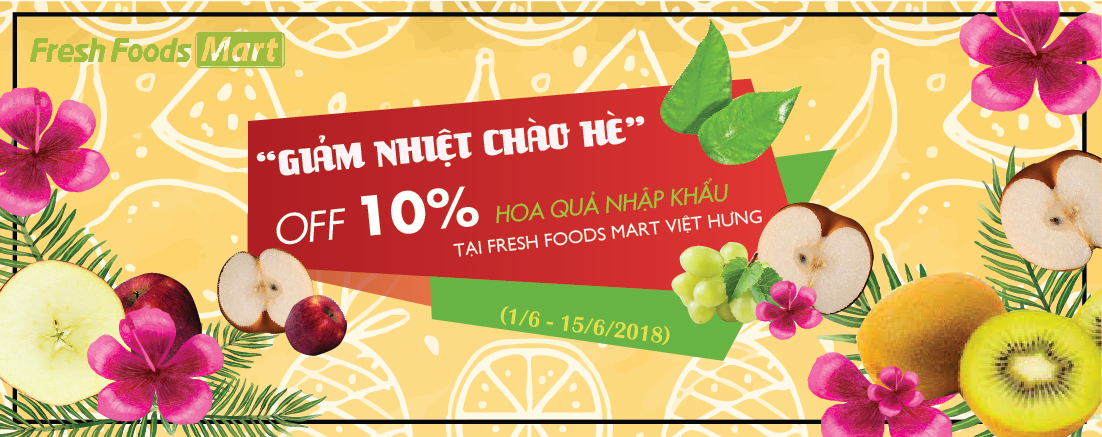 Fresh Foods Mart
“GIẢM NHIỆT CHÀO HÈ”
OFF 10% HOA QUẢ NHẬP KHẨU
TẠI FRESH FOODS MART VIỆT HƯNG
(1/6 - 15/6/2018)